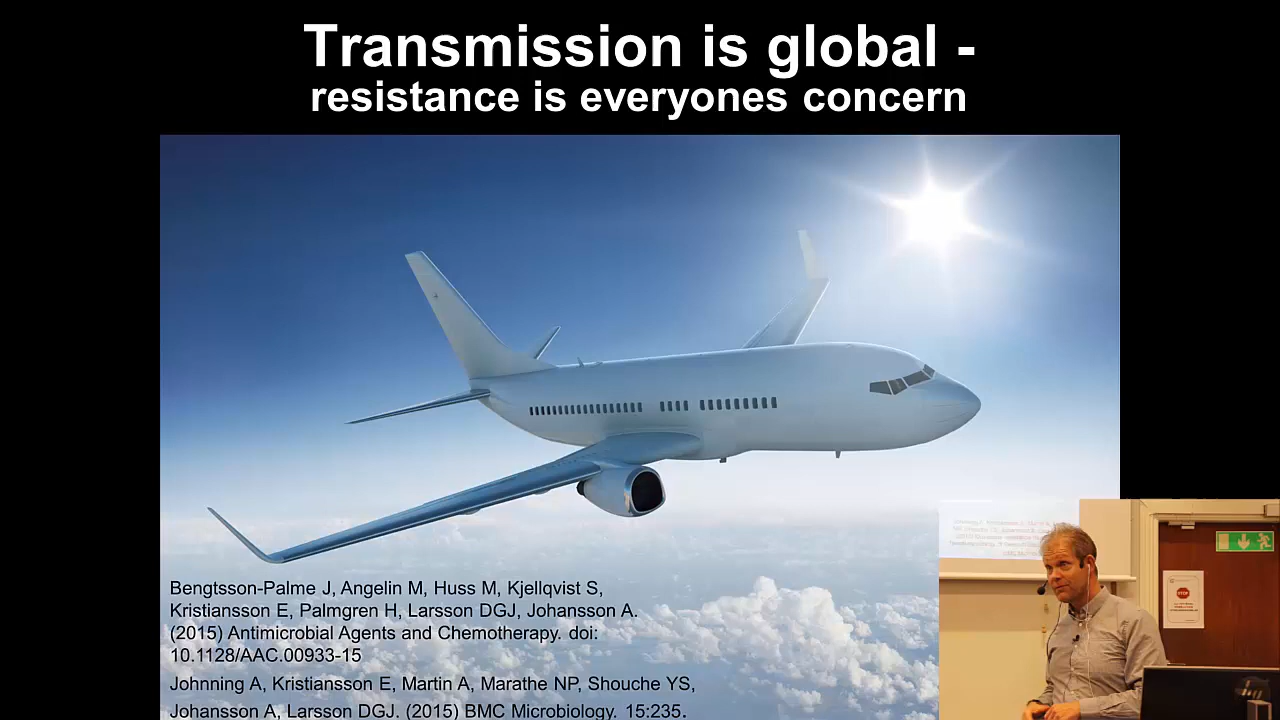 Transmission is global -
resistance is everyones concern
Bengtsson-Palme J, Angelin M, Huss M, Kjellqvist S,
Kristiansson E, Palmgren H, Larsson DGJ, Johansson A.
(2015) Antimicrobial Agents and Chemotherapy. doi:
10.1128/AAC.00933-15
Johnning A, Kristiansson E, Martin A, Marathe NP, Shouche YS,
Johansson A, Larsson DGJ. (2015) BMC Microbiology. 15:235.
STOP